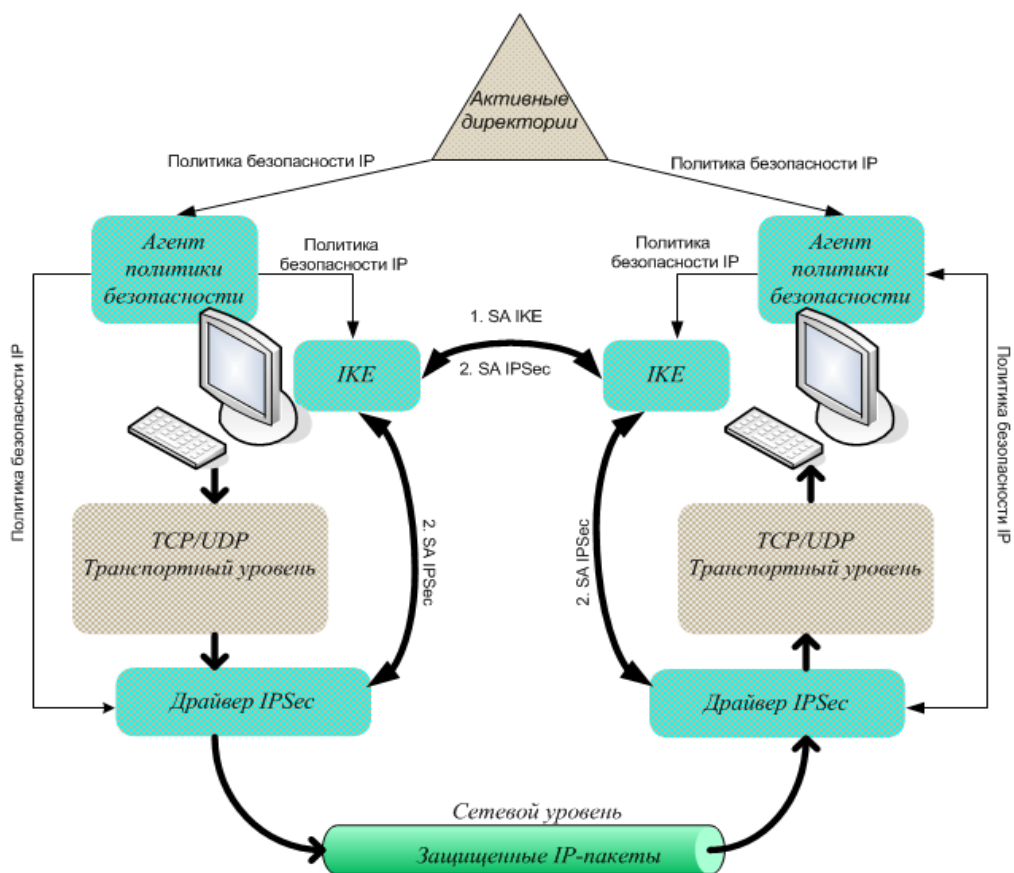 Активные
директории
Политика безопасности IP
Политика безопасности IP
Агент
политики
безопасности
Политика
безопасности IP
Политика
безопасности IP
Агент
политики
безопасности
1. SA IKE
2. SA IPSec
IKE
IKE
Политика безопасности IP
Политика безопасности IP
2. SA IPSec
2. SA IPSec
TCP/UDP
Транспортный уровень
TCP/UDP
Транспортный уровень
Драйвер IPSec
Драйвер IPSec
Сетевой уровень
Защищенные IP-пакеты